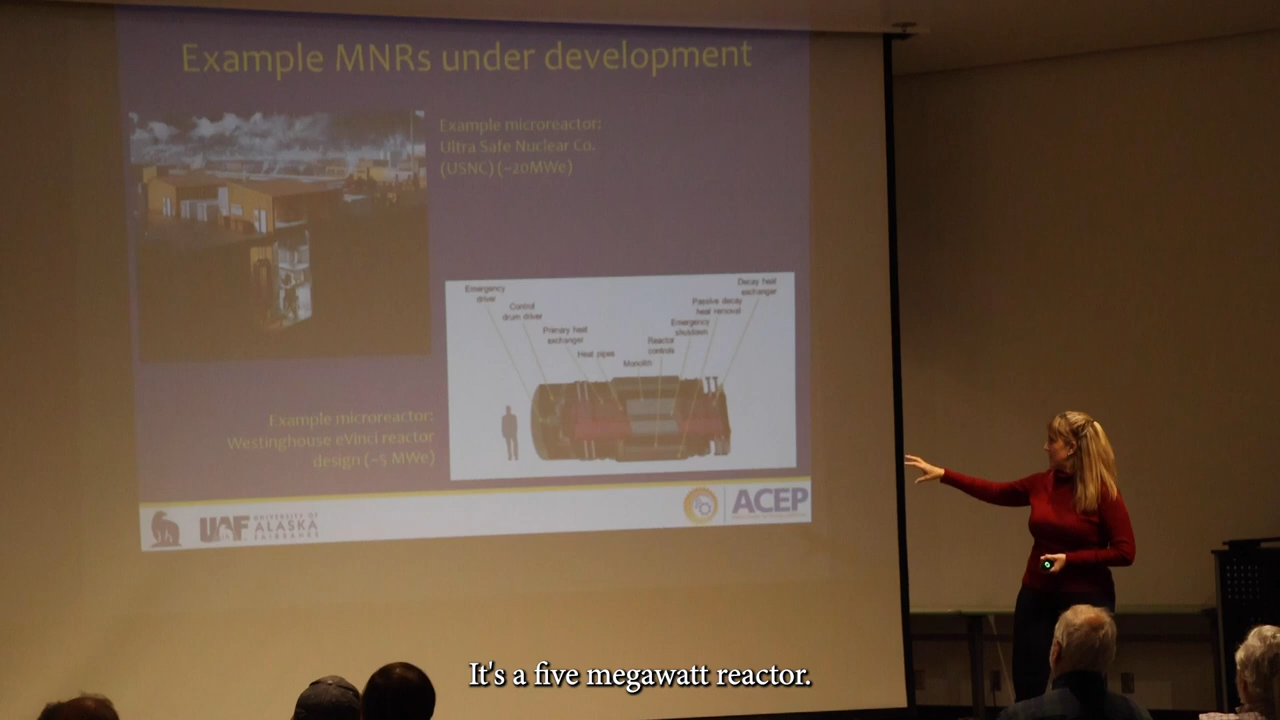 Example MNRs under development
Example microreactor:
Ultra Safe Nuclear Co.
(USNC) (~20MWe)
Emergency
driver
Control
drum driver
Primary heat
exchanger
Heat pipes
Monolith
Reactor
controls
Emergency
shutdown
Passive decay
heat removal
Decay heat
exchanger
Example microreactor:
Westinghouse eVinci reactor
design (~5 MWe)
UAF
UNIVERSITY OF
ALASKA
FAIRBANKS
ACEP
It's a five megawatt reactor.